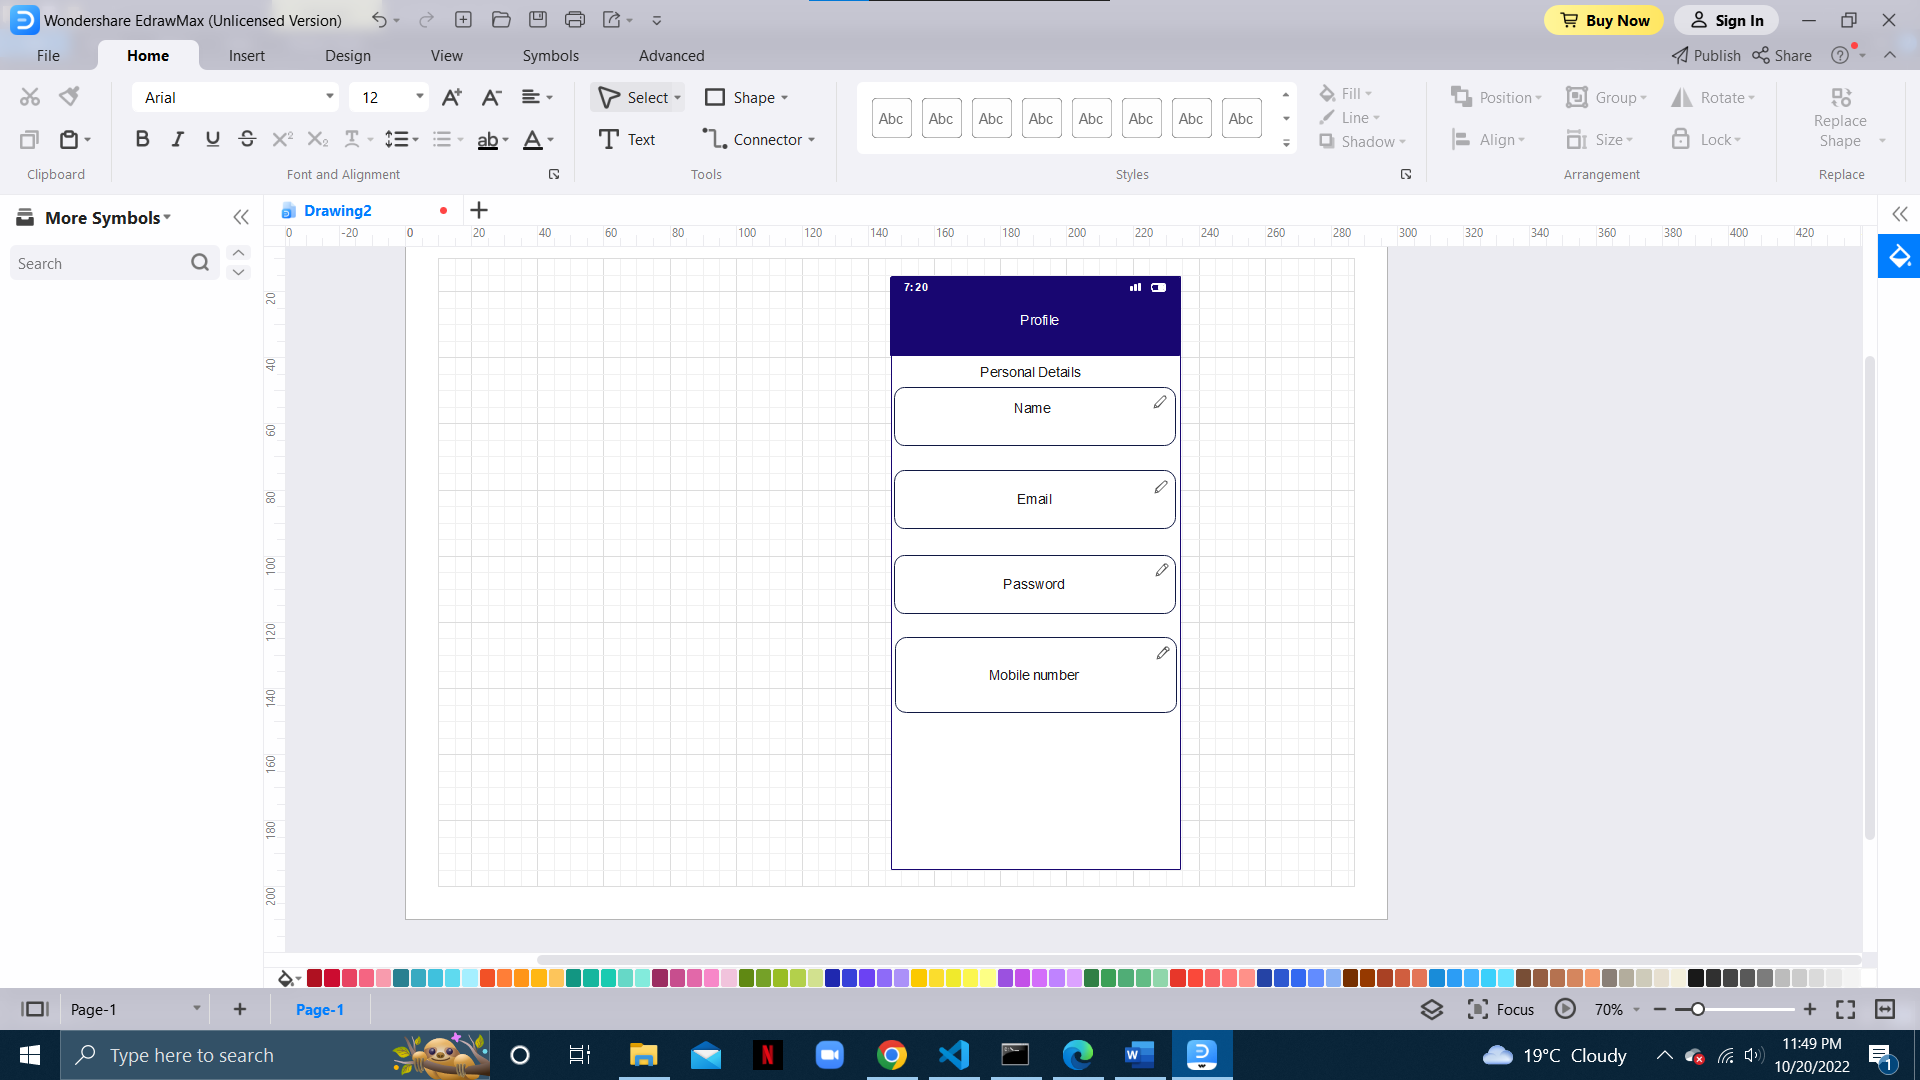 Wondershare EdrawMax (Unlicensed Version)
Buy Now
Sign In
File
Home
Insert
Design
View
Symbols
Advanced
Publish
Share
Arial
12
Select
Shape
Text
Connector
Abc Abc Abc Abc Abc Abc Abc Abc
Fill
Line
Shadow
Position
Group
Rotate
Align
Size
Lock
Replace
Shape
Clipboard
Font and Alignment
Tools
Styles
Arrangement
Replace
More Symbols
Search
Drawing2
0 -20 0 20 40 60 80 100 120 140 160 180 200 220 240 260 280 300 320 340 360 380 400 420
20
40
60
80
100
120
140
160
180
200
7:20
Profile
Personal Details
Name
Email
Password
Mobile number
Page-1
Page-1
Focus
70%
Type here to search
19°C Cloudy
11:49 PM
10/20/2022
1